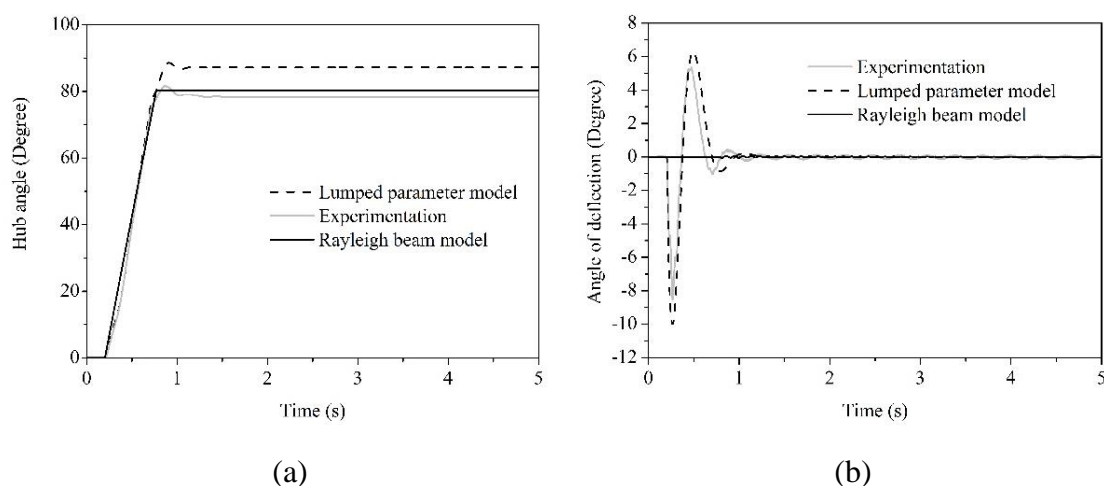 100
80
60
40
20
0
Hub angle (Degree)
Lumped parameter model
Experimentation
Rayleigh beam model
0 1 2 3 4 5
Time (s)
(a)
8
6
4
2
0
-2
-4
-6
-8
-10
-12
Angle of deflection (Degree)
Experimentation
Lumped parameter model
Rayleigh beam model
0 1 2 3 4 5
Time (s)
(b)